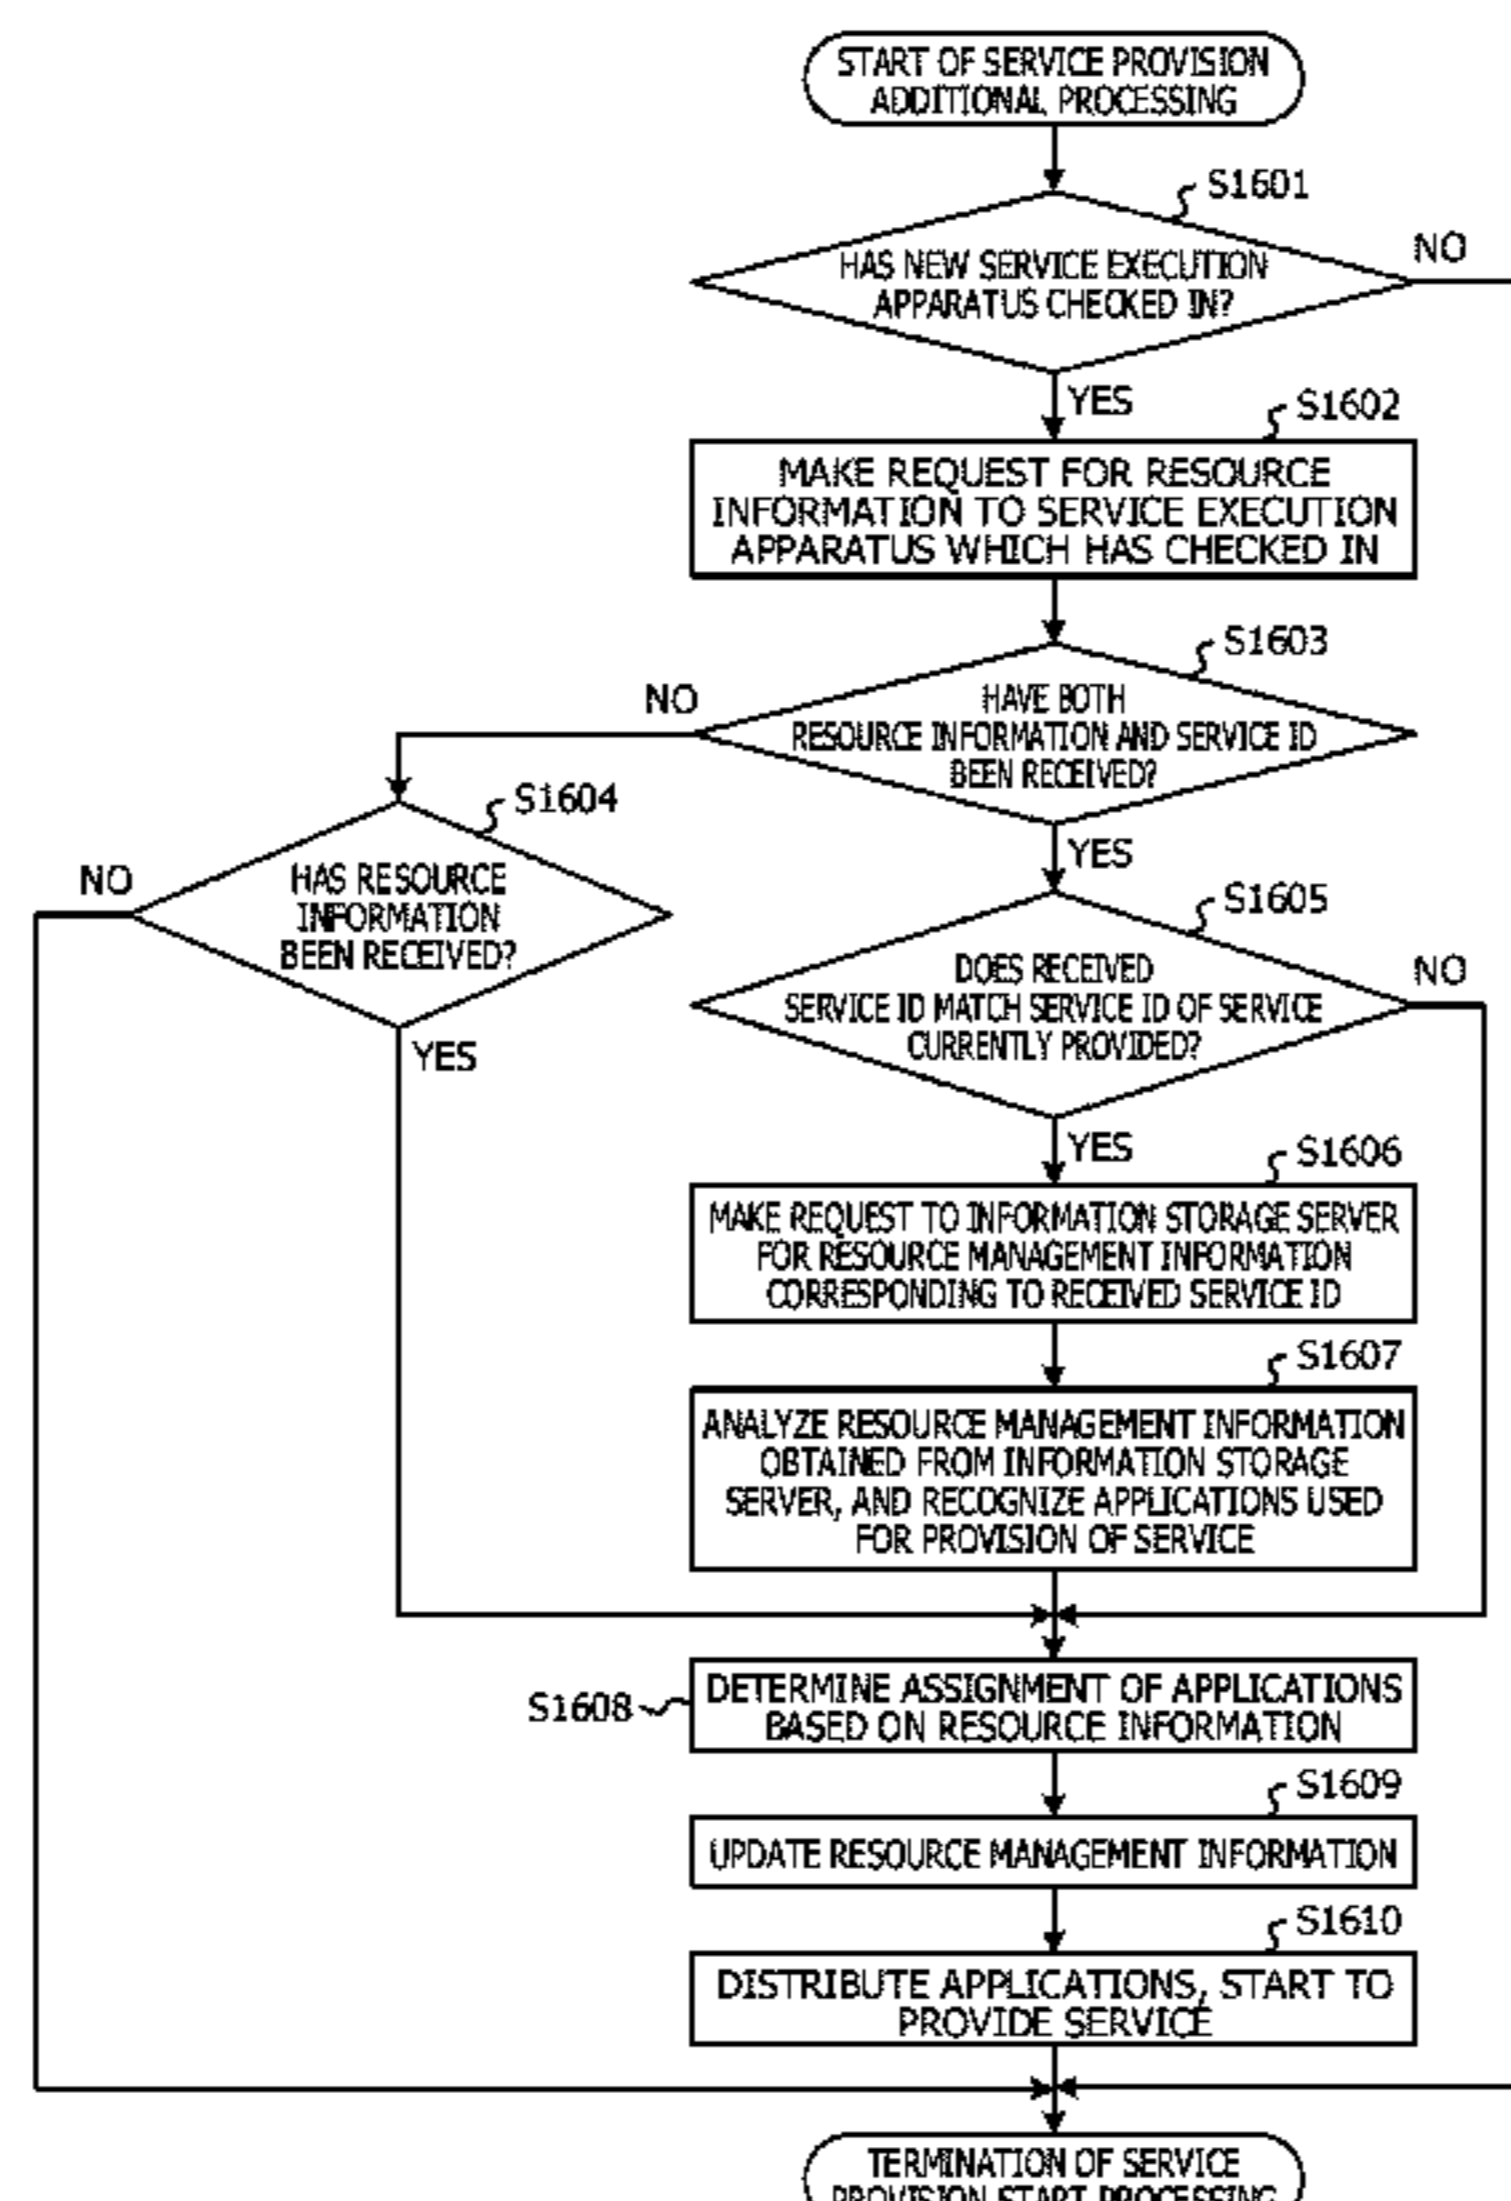 START OF SERVICE PROVISION
ADDITIONAL PROCESSING
S1601
HAS NEW SERVICE EXECUTION
APPARATUS CHECKED IN?
NO
YES
S1602
MAKE REQUEST FOR RESOURCE
INFORMATION TO SERVICE EXECUTION
APPARATUS WHICH HAS CHECKED IN
S1603
HAVE BOTH
RESOURCE INFORMATION AND SERVICE ID
BEEN RECEIVED?
NO
YES
S1604
HAS RESOURCE
INFORMATION
BEEN RECEIVED?
NO
YES
S1605
DOES RECEIVED
SERVICE ID MATCH SERVICE ID OF SERVICE
CURRENTLY PROVIDED?
NO
YES
S1606
MAKE REQUEST TO INFORMATION STORAGE SERVER
FOR RESOURCE MANAGEMENT INFORMATION
CORRESPONDING TO RECEIVED SERVICE ID
S1607
ANALYZE RESOURCE MANAGEMENT INFORMATION
OBTAINED FROM INFORMATION STORAGE
SERVER, AND RECOGNIZE APPLICATIONS USED
FOR PROVISION OF SERVICE
S1608
DETERMINE ASSIGNMENT OF APPLICATIONS
BASED ON RESOURCE INFORMATION
S1609
UPDATE RESOURCE MANAGEMENT INFORMATION
S1610
DISTRIBUTE APPLICATIONS, START TO
PROVIDE SERVICE
TERMINATION OF SERVICE
PROVISION START PROCESSING